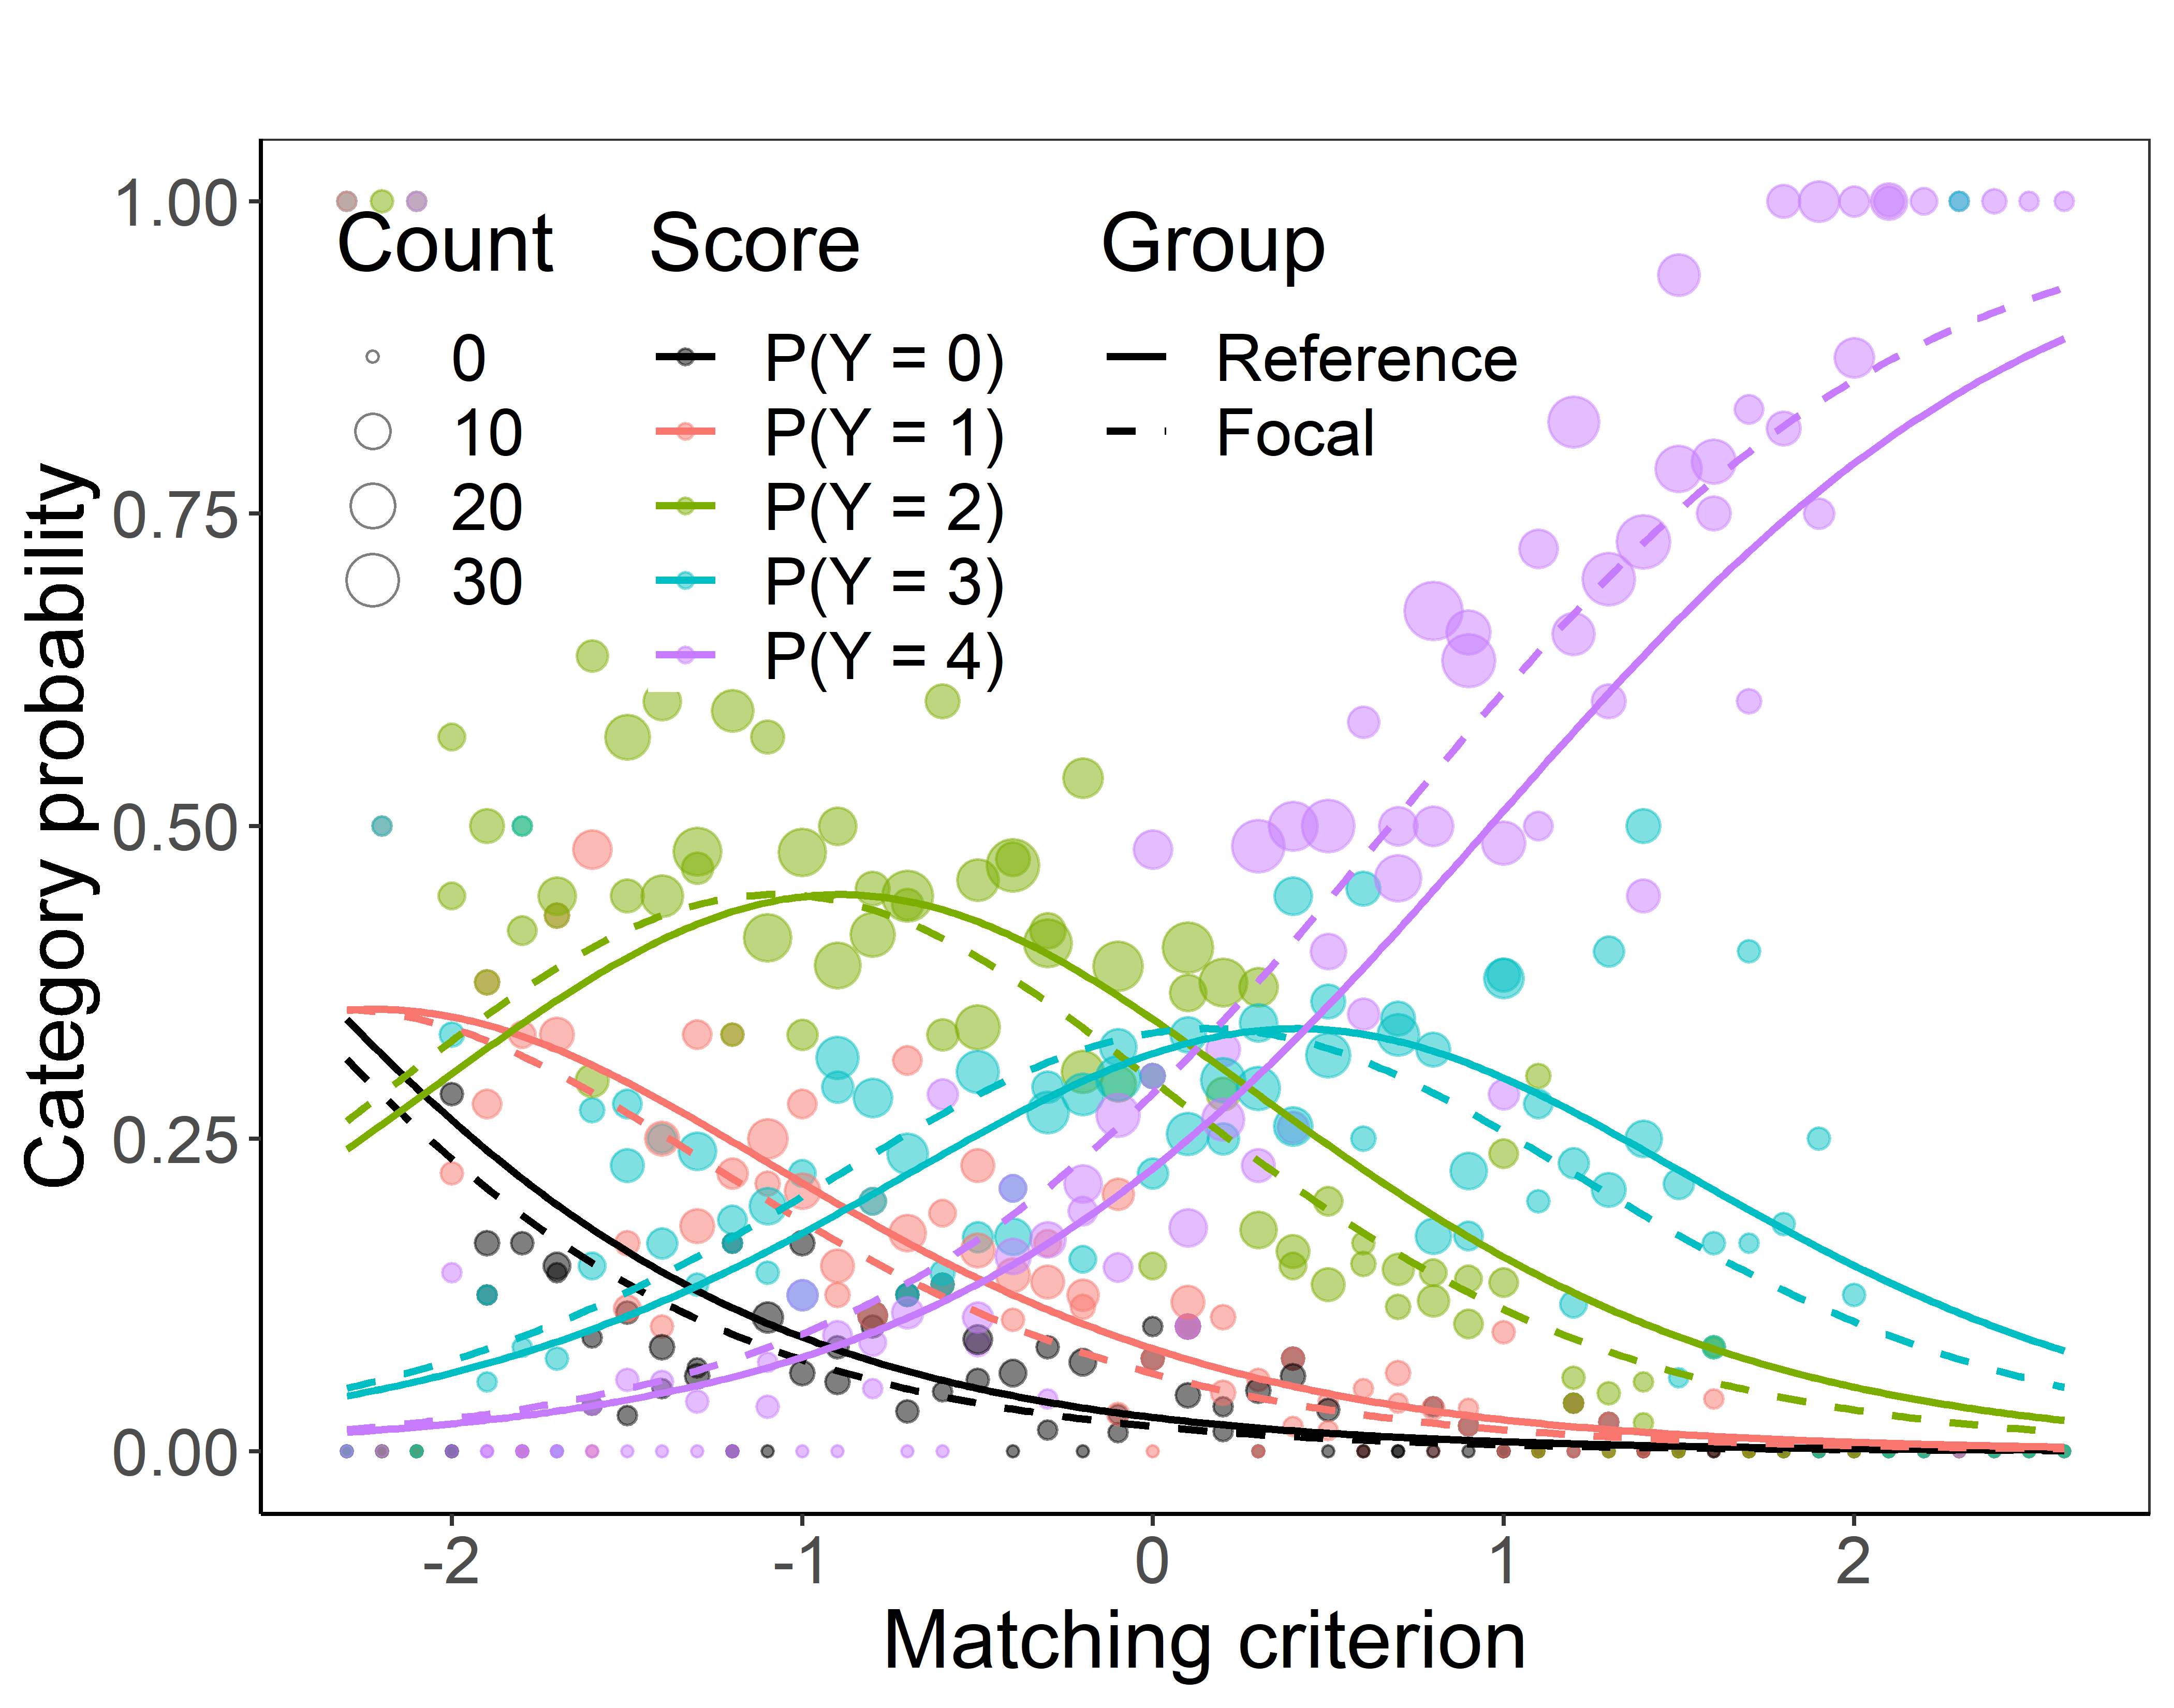 Category probability
1.00
0.75
0.50
0.25
0.00
Count
0
10
20
30
Score
P(Y = 0)
P(Y = 1)
P(Y = 2)
P(Y = 3)
P(Y = 4)
Group
Reference
Focal
-2 -1 0 1 2
Matching criterion